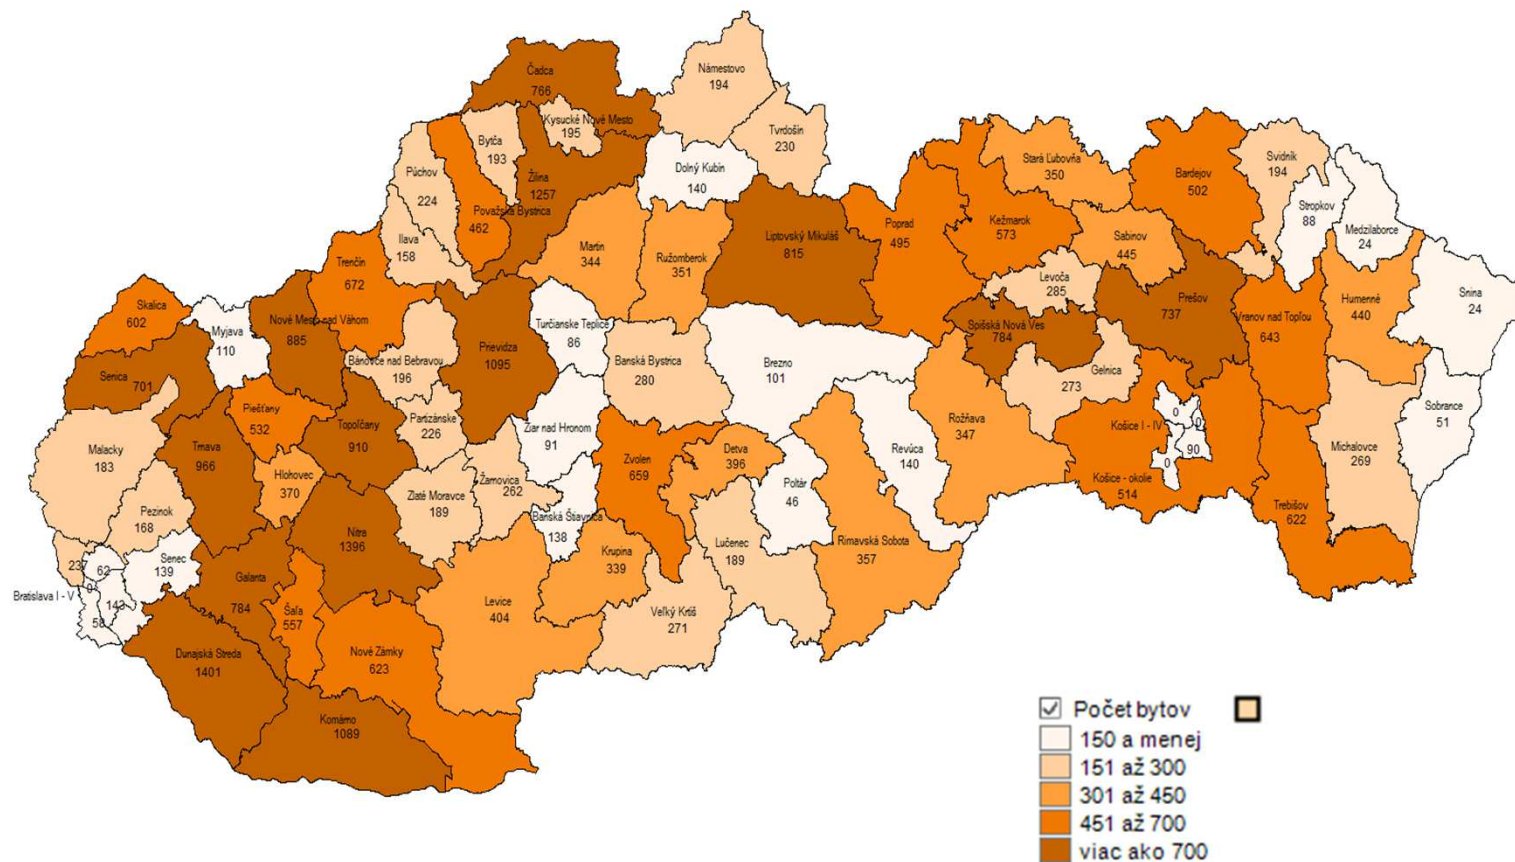 Čadca
766
Námestovo
194
Kysucké Nové Mesto
195
Tvrdošín
230
Bytča
193
Dolný Kubín
140
Púchov
224
Žilina
1257
Považská Bystrica
462
Ilava
158
Stará Ľubovňa
350
Bardejov
502
Svidník
194
Stropkov
88
Medzilaborce
24
Trenčín
672
Martin
344
Ružomberok
351
Liptovský Mikuláš
815
Poprad
495
Kežmarok
573
Sabinov
445
Levoča
285
Skalica
602
Myjava
110
Nové Mesto nad Váhom
885
Turčianske Teplice
86
Spišská Nová Ves
784
Prešov
737
Vranov nad Topľou
643
Humenné
440
Snina
24
Bánovce nad Bebravou
196
Prievidza
1095
Banská Bystrica
280
Brezno
101
Gelnica
273
Senica
701
Piešťany
532
Topoľčany
910
Partizánske
226
Žiar nad Hronom
91
Rožňava
347
Sobrance
51
Malacky
183
Trnava
966
Hlohovec
370
Zlaté Moravce
189
Žarnovica
262
Zvolen
659
Detva
396
Poltár
46
Revúca
140
Košice I - IV
0
0
90
0
Michalovce
269
Pezinok
168
Nitra
1396
Banská Štiavnica
138
Košice - okolie
514
Trebišov
622
237
62
Senec
139
Bratislava I - V
0
143
58
Galanta
784
Šaľa
557
Levice
404
Krupina
339
Lučenec
189
Rimavská Sobota
357
Veľký Krtíš
271
Dunajská Streda
1401
Nové Zámky
623
Komárno
1089
Počet bytov
150 a menej
151 až 300
301 až 450
451 až 700
viac ako 700